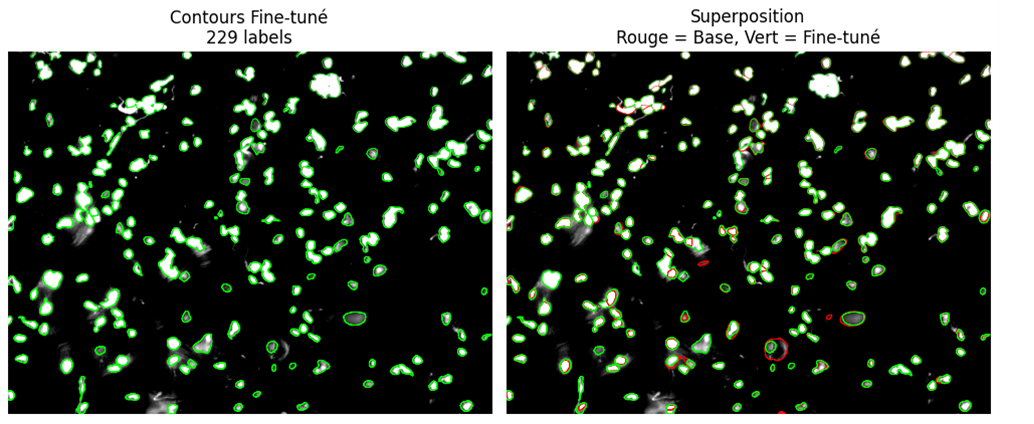 Contours Fine-tuné
229 labels
Superposition
Rouge = Base, Vert = Fine-tuné